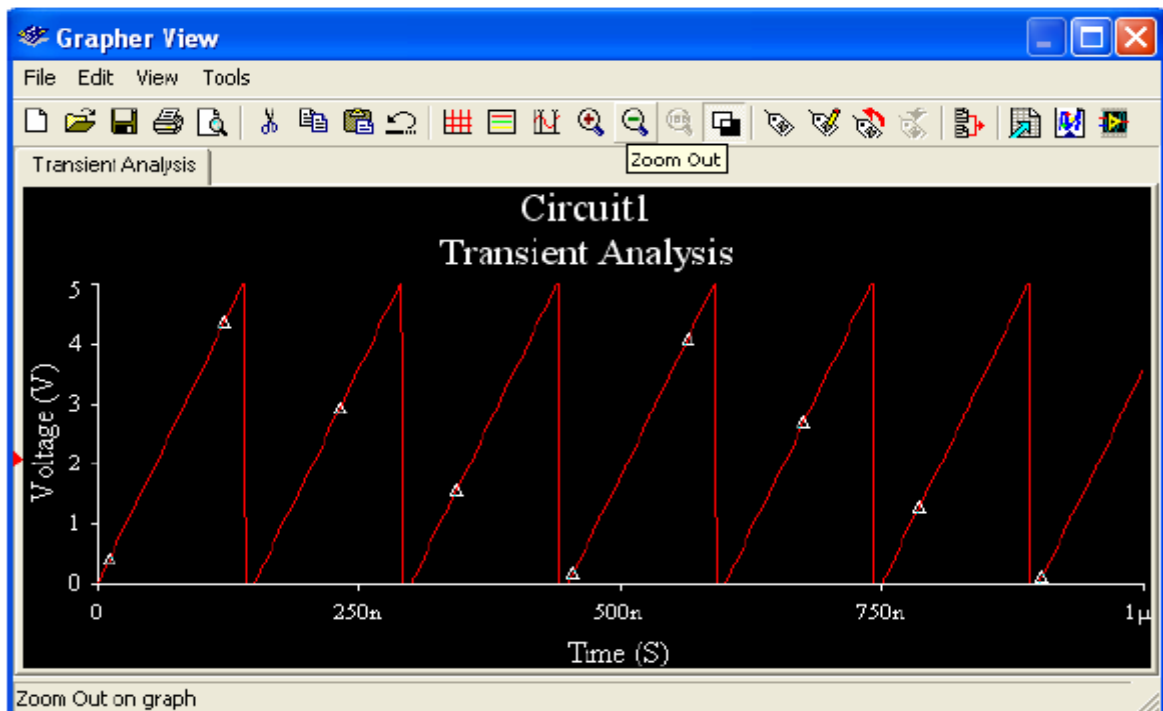 Grapher View
File Edit View Tools
Zoom Out
Transient Analysis
Circuit1
Transient Analysis
Voltage (V)
5
4
3
2
1
0
0 250n 500n 750n 1μ
Time (S)
Zoom Out on graph